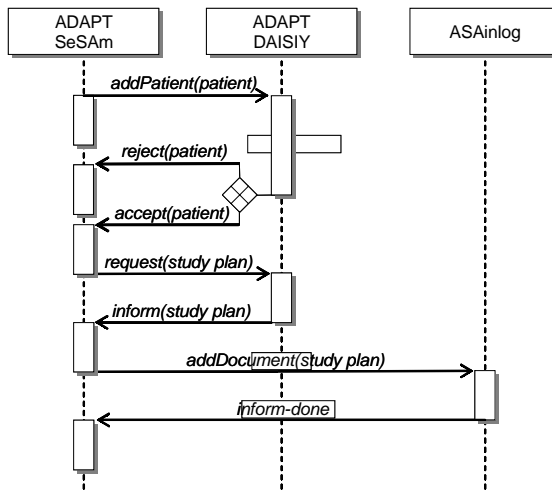 ADAPT
SeSAm
ADAPT
DAISIY
ASAinlog
addPatient(patient)
reject(patient)
accept(patient)
request(study plan)
inform(study plan)
addDocument(study plan)
inform-done